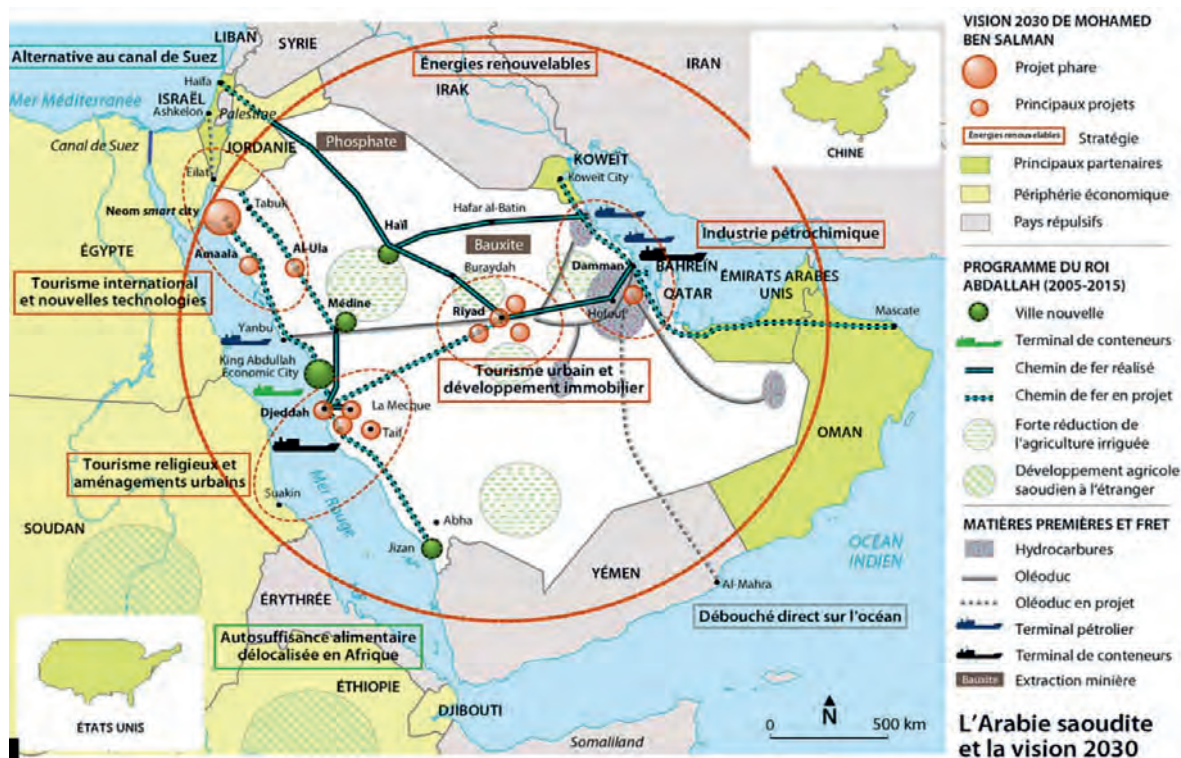 LIBAN
SYRIE
Alternative au canal de Suez
Énergies renouvelables
IRAN
IRAK
Haïfa
Mer Méditerranée
ISRAËL
Ashkelon
Palestine
Canal de Suez
JORDANIE
Phosphate
CHINE
KOWEIT
Koweit City
Eilat
Tabuk
Neom smart city
Hafar al-Batin
Haïl
Industrie pétrochimique
ÉGYPTE
Al-Ula
Amaala
Bauxite
Buraydah
Damman
BAHREIN
QATAR
ÉMIRATS ARABES
UNIS
Tourisme international
et nouvelles technologies
Médine
Riyad
Hofouf
Mascate
Yanbu
King Abdullah
Economic City
Tourisme urbain et
développement immobilier
Djeddah
La Mecque
Taif
OMAN
Tourisme religieux et
aménagements urbains
Suakin
Mer Rouge
SOUDAN
Abha
Jizan
OCÉAN
INDIEN
YÉMEN
Al-Mahra
ÉRYTHRÉE
Débouché direct sur l'océan
Autosuffisance alimentaire
délocalisée en Afrique
ÉTHIOPIE
DJIBOUTI
ÉTATS UNIS
Somaliland
N
0 500 km
VISION 2030 DE MOHAMED
BEN SALMAN
Projet phare
Principaux projets
Énergies renouvelables Stratégie
Principaux partenaires
Périphérie économique
Pays répulsifs
PROGRAMME DU ROI
ABDALLAH (2005-2015)
Ville nouvelle
Terminal de conteneurs
Chemin de fer réalisé
Chemin de fer en projet
Forte réduction de
l'agriculture irriguée
Développement agricole
saoudien à l'étranger
MATIÈRES PREMIÈRES ET FRET
Hydrocarbures
Oléoduc
Oléoduc en projet
Terminal pétrolier
Terminal de conteneurs
Bauxite Extraction minière
L'Arabie saoudite
et la vision 2030